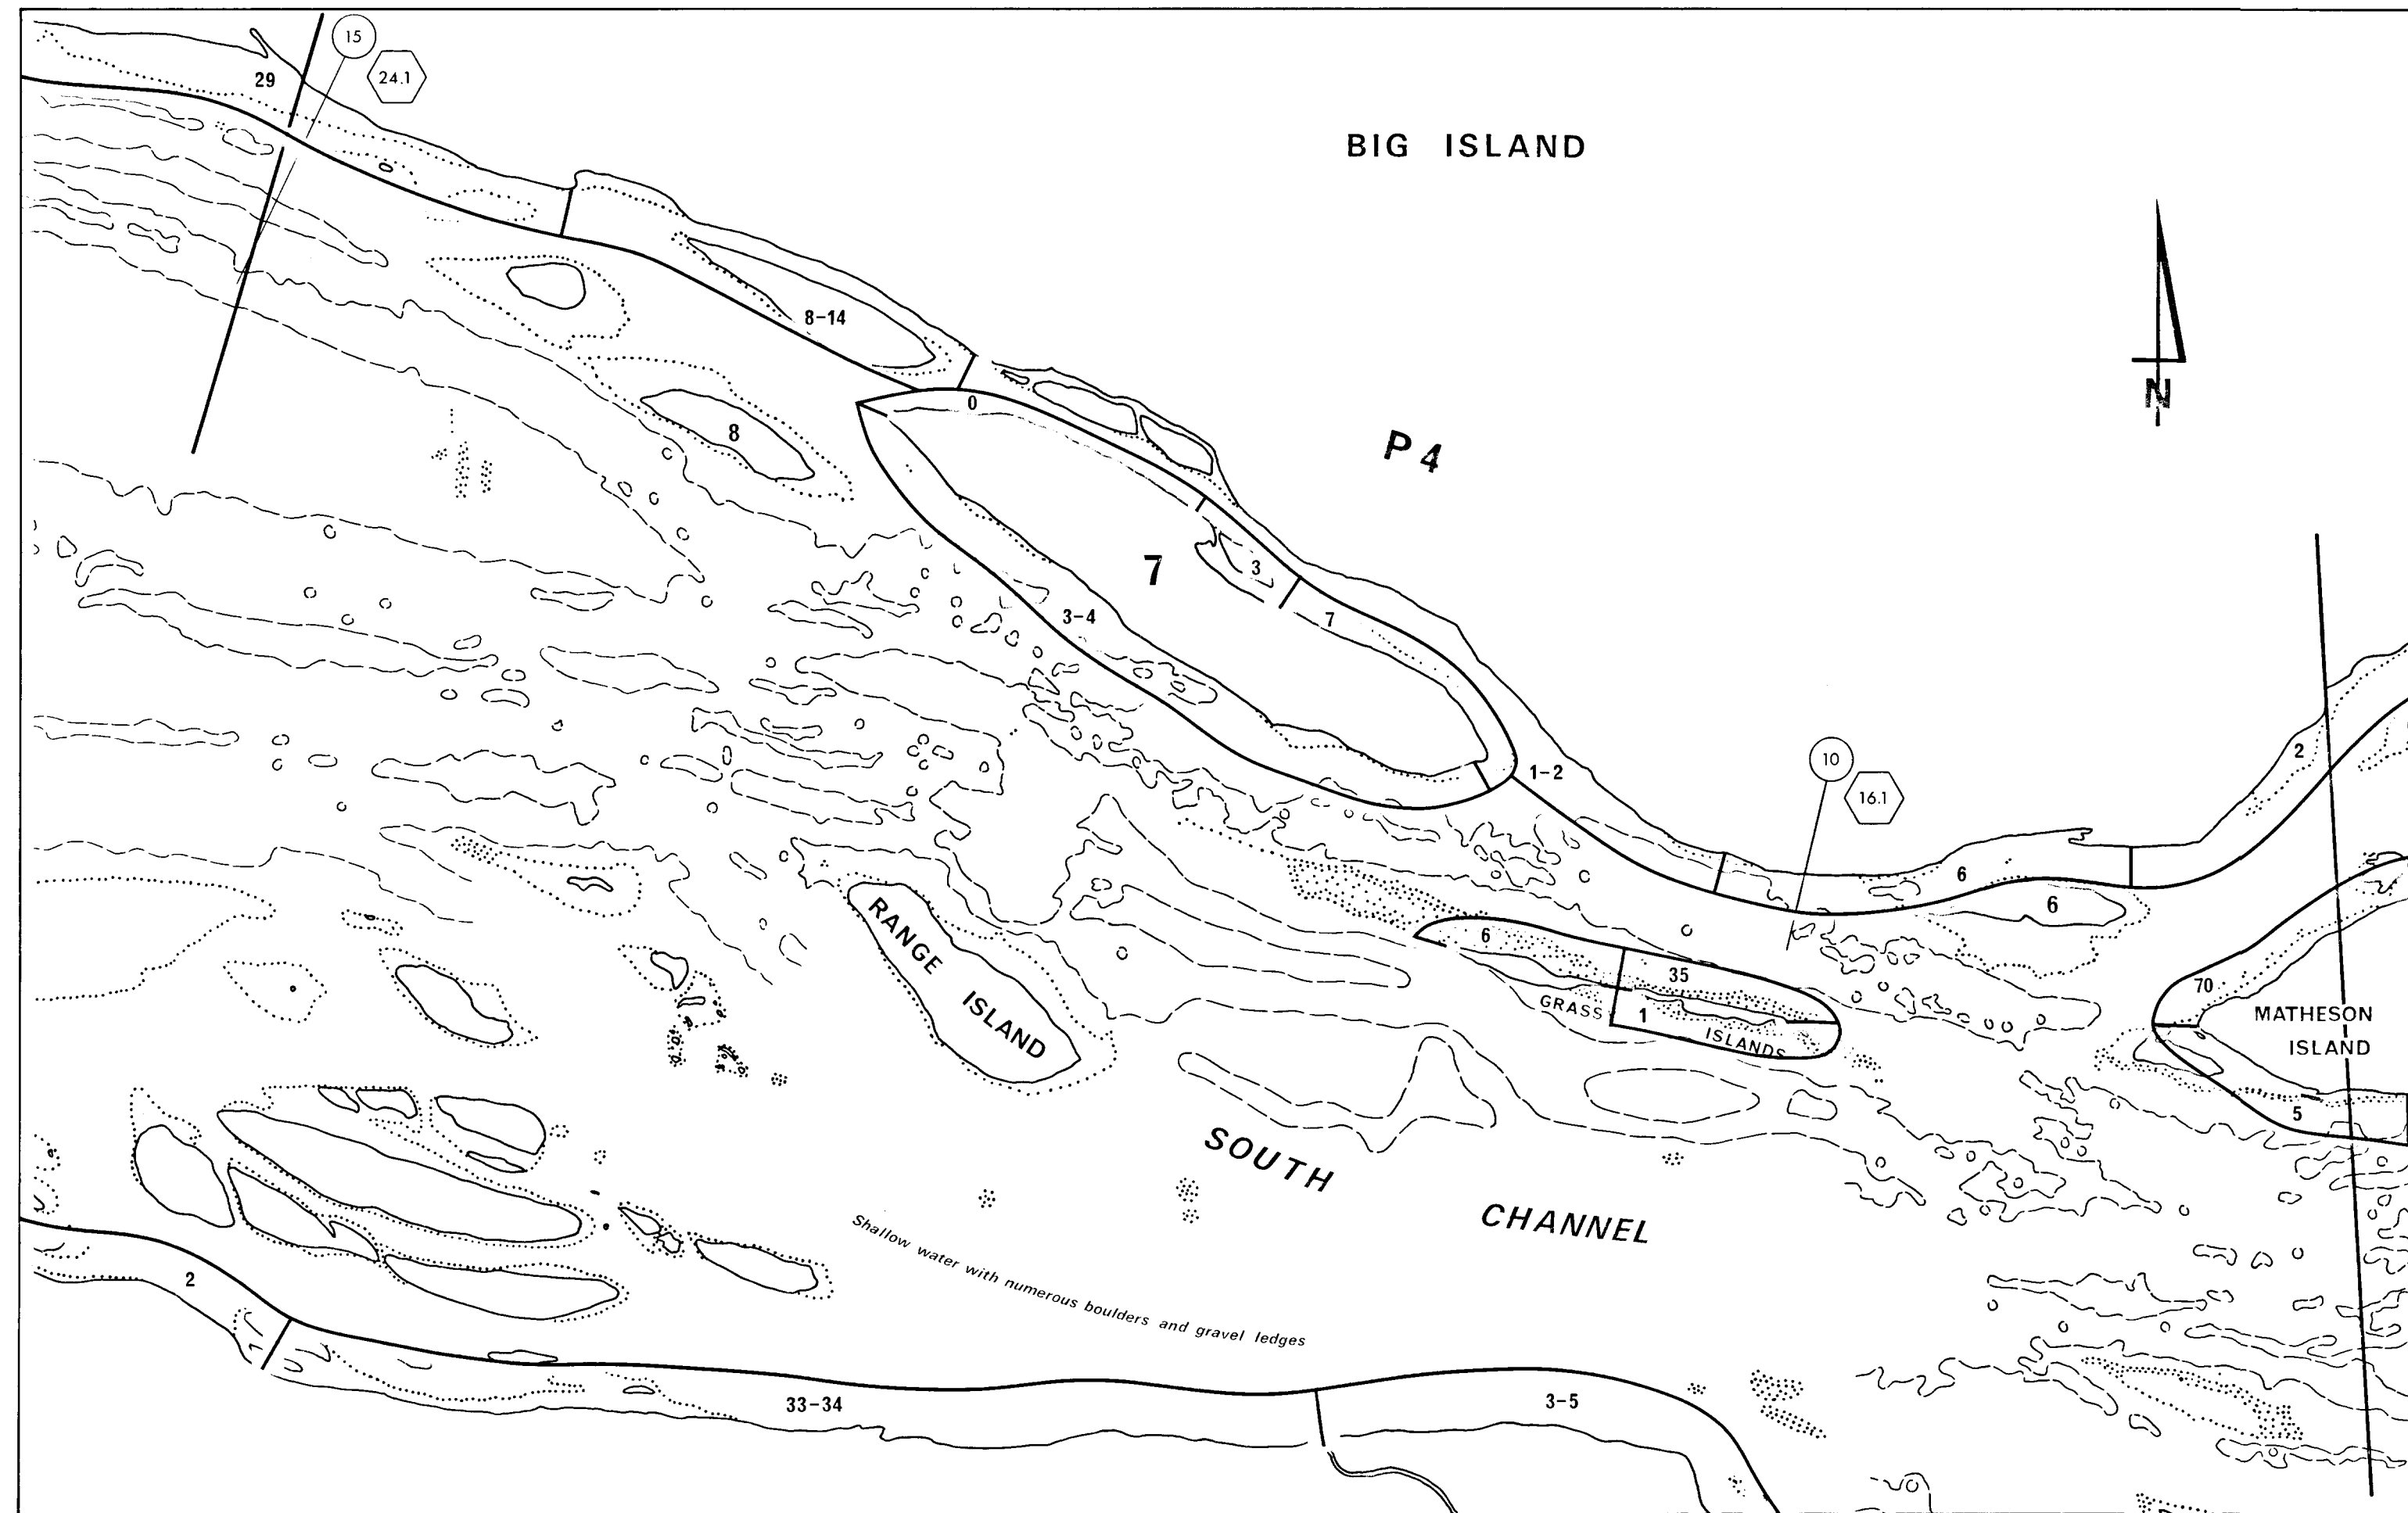 15
24.1
29
BIG ISLAND
N
8-14
0
P 4
8
7
3
3-4
7
1-2
2
10
16.1
6
6
6
35
70
RANGE ISLAND
GRASS ISLANDS
1
MATHESON
ISLAND
5
SOUTH CHANNEL
Shallow water with numerous boulders and gravel ledges
2
33-34
3-5